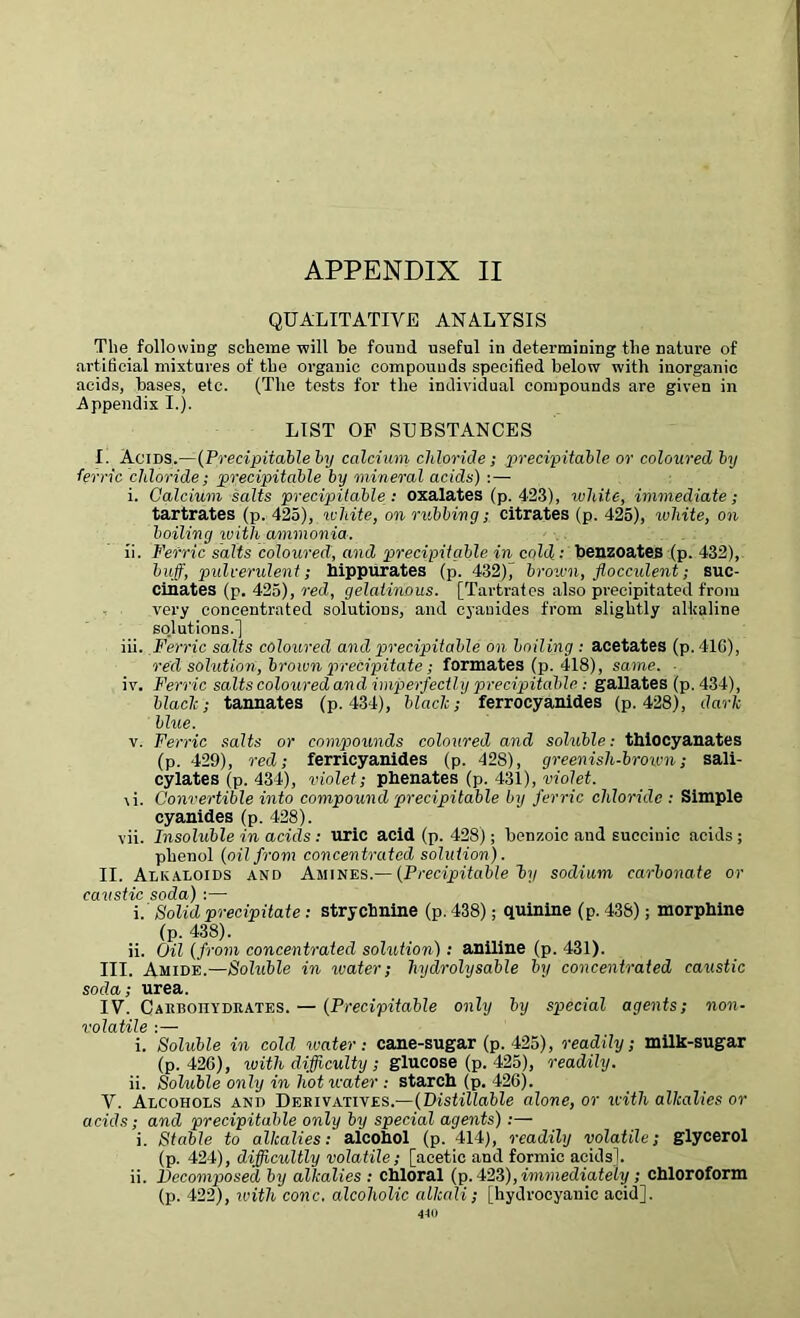 APPENDIX II
QUALITATIVE ANALYSIS
The following scheme will be found useful in determining the nature of
artificial mixtures of the organic compounds specified below with inorganic
acids, bases, etc. (The tests for the individual compounds are given in
Appendix I.).
LIST OF SUBSTANCES
I. Acids.—(Precipitable by calcium chloride; precipitable or coloured by
ferric chloride; precipitable by mineral acids) :—
i. Calcium salts precipitable: oxalates (p. 423), white, immediate;
tartrates (p. 425), white, on rubbing; citrates (p. 425), white, on
boiling with ammonia.
ii. Ferric salts coloured, and precipitable in cold: benzoates (p. 432),
buff, pulverulent; hippurates (p. 432), brown, flocculent; suc-
cinates (p. 425), red, gelatinous. [Tartrates also precipitated from
very concentrated solutions, and cyanides from slightly alkaline
solutions.]
iii. Ferric salts coloured and precipitable on boiling: acetates (p. 416),
red solution, brown precipitate; formates (p. 418), same.
iv. Ferric salts coloured and imperfectly precipitable: gallates (p. 434),
black; tannates (p. 434), black; ferrocyanides (p. 428), dark
blue.
v. Ferric salts or compounds coloured and soluble: thiocyanates
(p. 429), red; ferricyanides (p. 428), greenish-brown; sali-
cylates (p. 434), violet; phenates (p. 431), violet.
vi. Convertible into compound precipitable by ferric chloride: Simple
cyanides (p. 428).
vii. Insoluble in acids: uric acid (p. 428); benzoic and succinic acids;
phenol (oil from concentrated solution).
II. Alkaloids and Amines.—(Precipitable by sodium carbonate or
caustic soda) :—
i. Solid precipitate: strychnine (p. 438); quinine (p. 438); morphine
(p. 438).
ii. Oil (from concentrated solution): aniline (p. 431).
III. Amide.—Soluble in water; hydrolysable by concentrated caustic
soda; urea.
IV. Carbohydrates. — (Precipitable only by special agents; non-
volatile :—
i. Soluble in cold water: cane-sugar (p. 425), readily; milk-sugar
(p. 426), with difficulty; glucose (p. 425), readily.
ii. Soluble only in hot water: starch (p. 426).
V. Alcohols and Derivatives.—(Distillable alone, or with alkalies or
acids; and precipitable only by special agents) :—
i. Stable to alkalies: alcohol (p. 414), readily volatile; glycerol
(p. 424), difficultly volatile; [acetic and formic acids].
ii. Decomposed by alkalies: chloral (p. 423), immediately; chloroform
(p. 422), with conc. alcoholic alkali; [hydrocyanic acid].
440